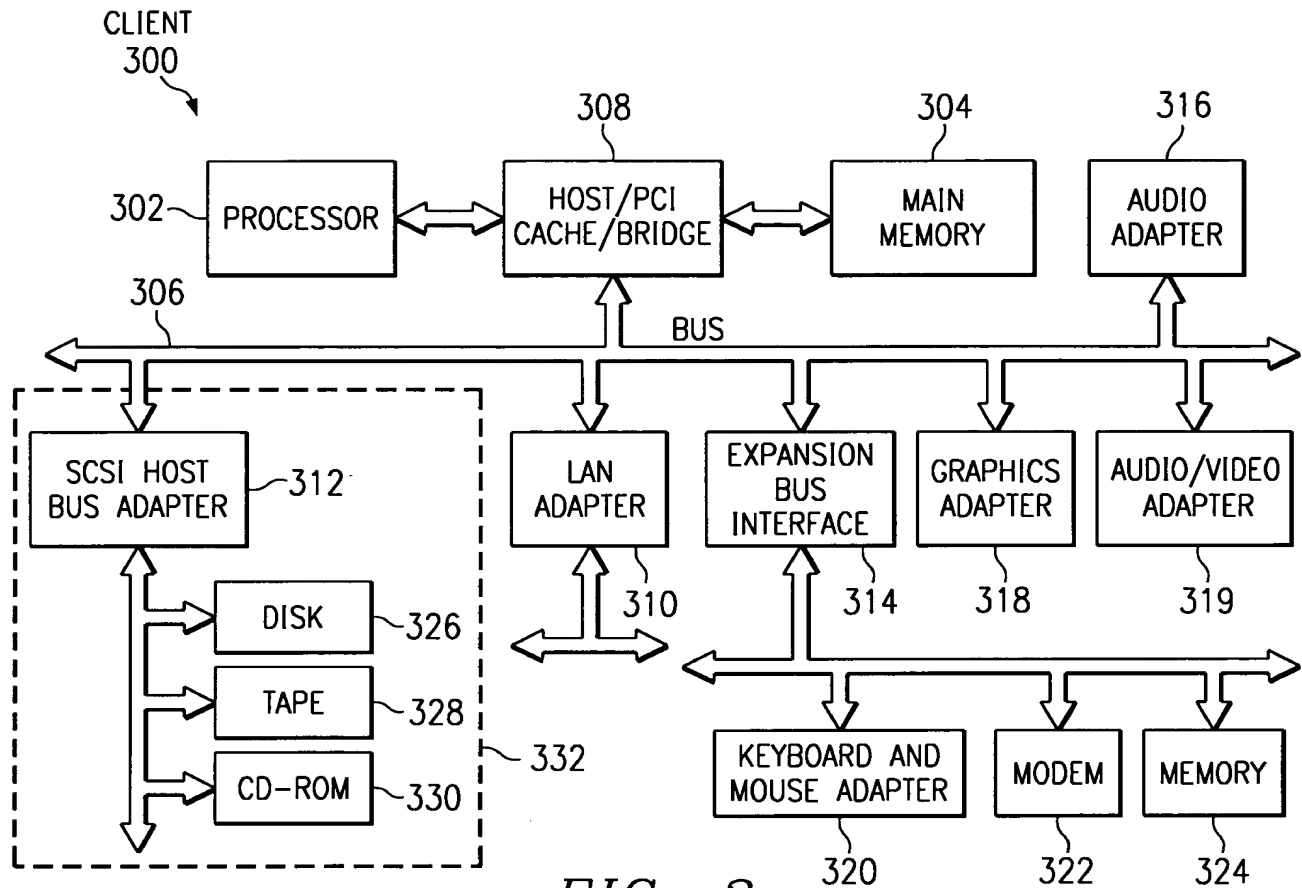 CLIENT
300
308
304
316
302
PROCESSOR
HOST/PCI
CACHE/BRIDGE
MAIN
MEMORY
AUDIO
ADAPTER
306
BUS
SCSI HOST
BUS ADAPTER
312
LAN
ADAPTER
EXPANSION
BUS
INTERFACE
GRAPHICS
ADAPTER
AUDIO/VIDEO
ADAPTER
310
314
318
319
DISK
326
TAPE
328
CD-ROM
330
332
KEYBOARD AND
MOUSE ADAPTER
MODEM
MEMORY
320
322
324